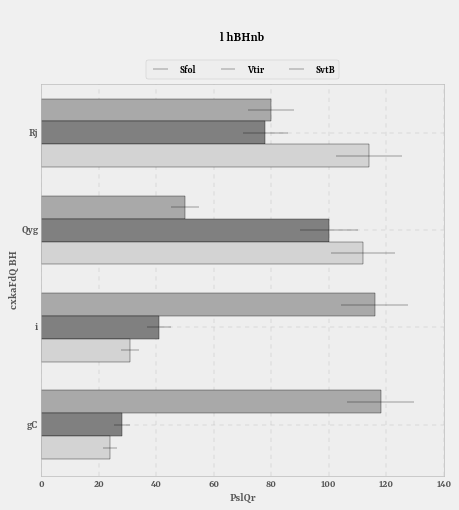 l hBHnb
Sfol Vtir SvtB
Rj
Qyg
i
gC
cxkaFdQ BH
0 20 40 60 80 100 120 140
PslQr